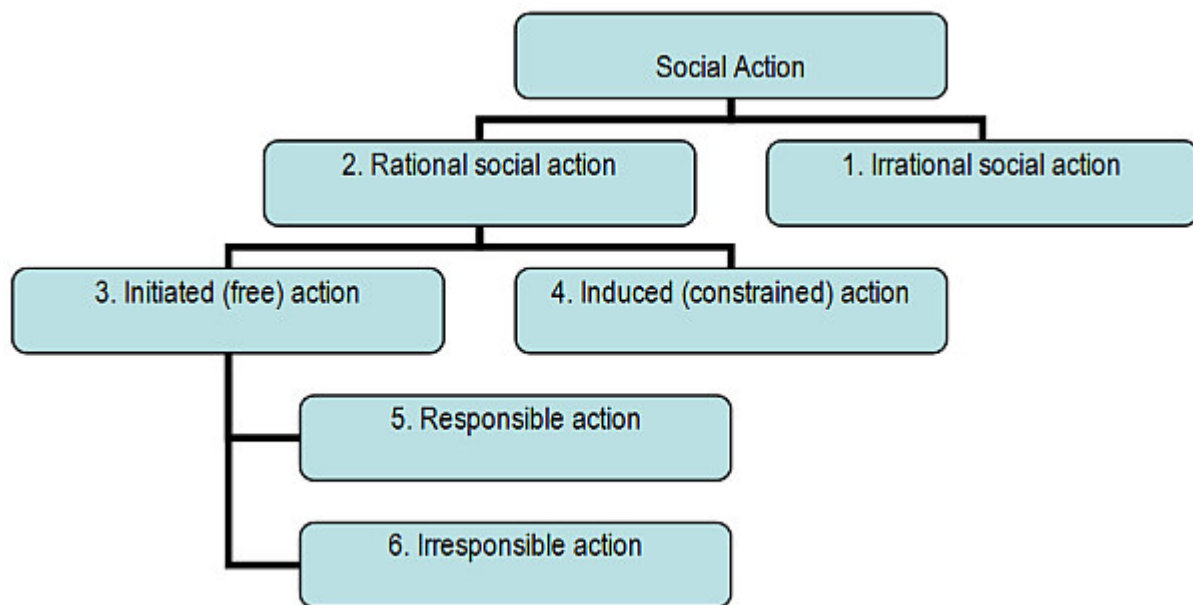 Social Action
2. Rational social action
1. Irrational social action
3. Initiated (free) action
4. Induced (constrained) action
5. Responsible action
6. Irresponsible action